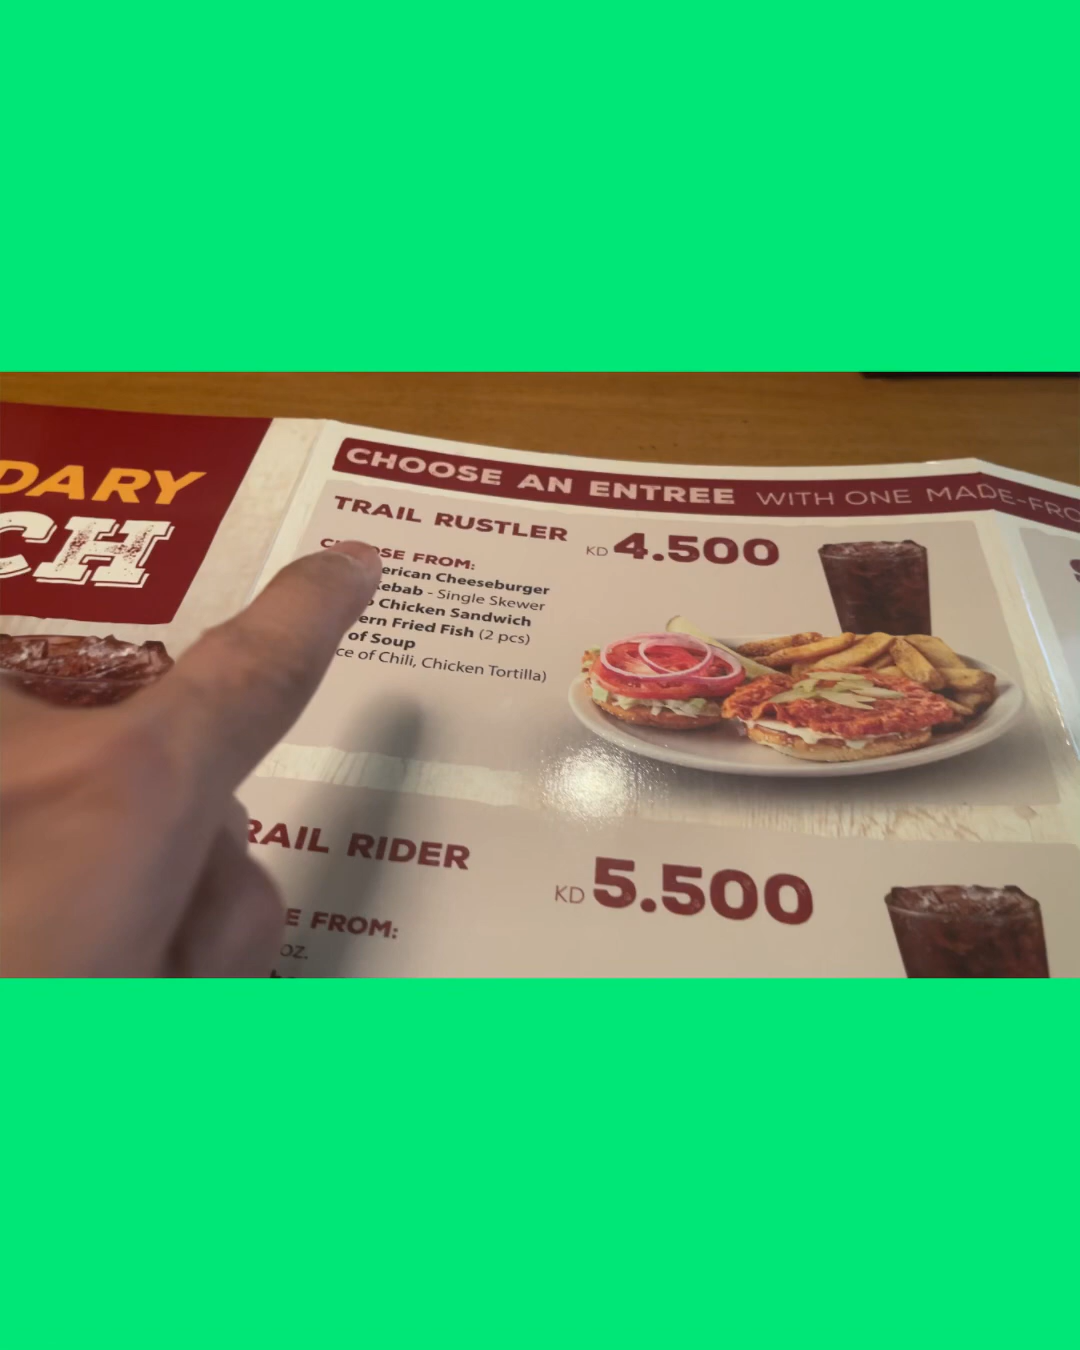 DARY
CH
CHOOSE AN ENTREE WITH ONE MADE-FRO
TRAIL RUSTLER
KD 4.500
CHOOSE FROM:
erican Cheeseburger
Kebab - Single Skewer
o Chicken Sandwich
ern Fried Fish (2 pcs)
of Soup
ce of Chili, Chicken Tortilla)
RAIL RIDER
KD 5.500
E FROM:
oz.